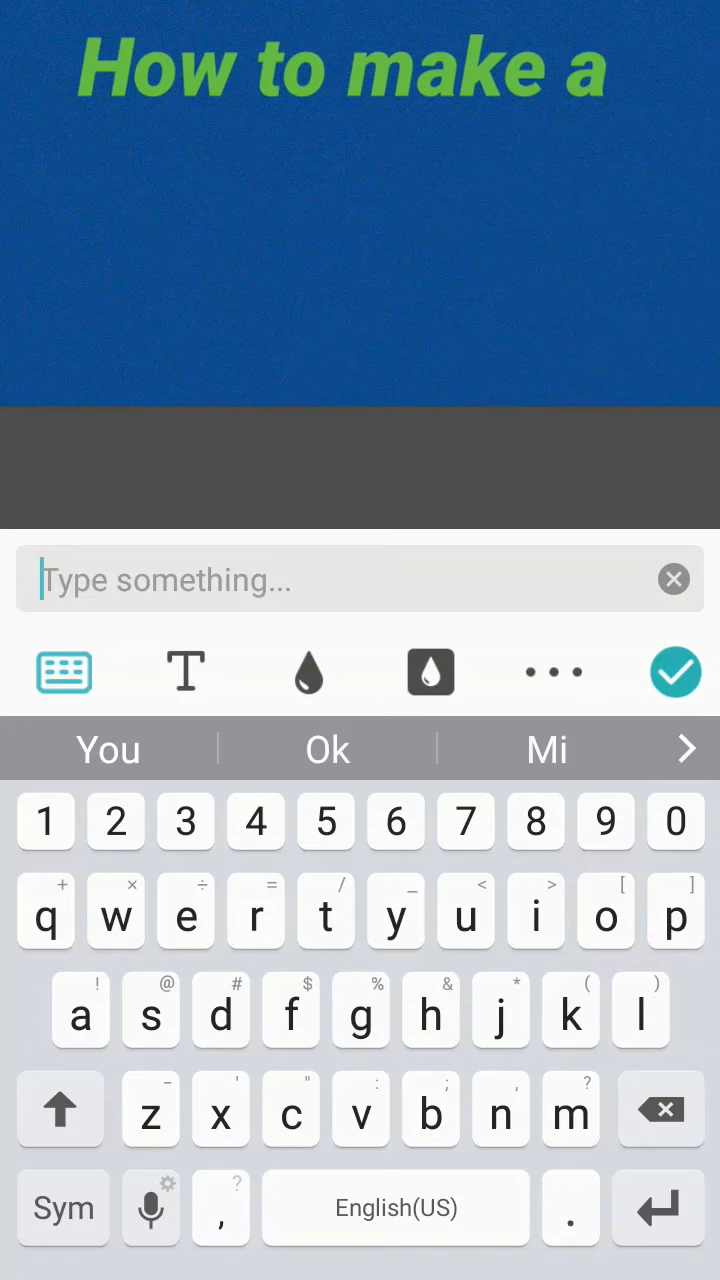 How to make a
Type something...
T
You Ok Mi
1 2 3 4 5 6 7 8 9 0
+ × ÷ = / _ < > [ ]
q w e r t y u i o p
! @ # $ % & * ( )
a s d f g h j k l
- ' " : ; , ?
z x c v b n m
Sym , ? English(US) .